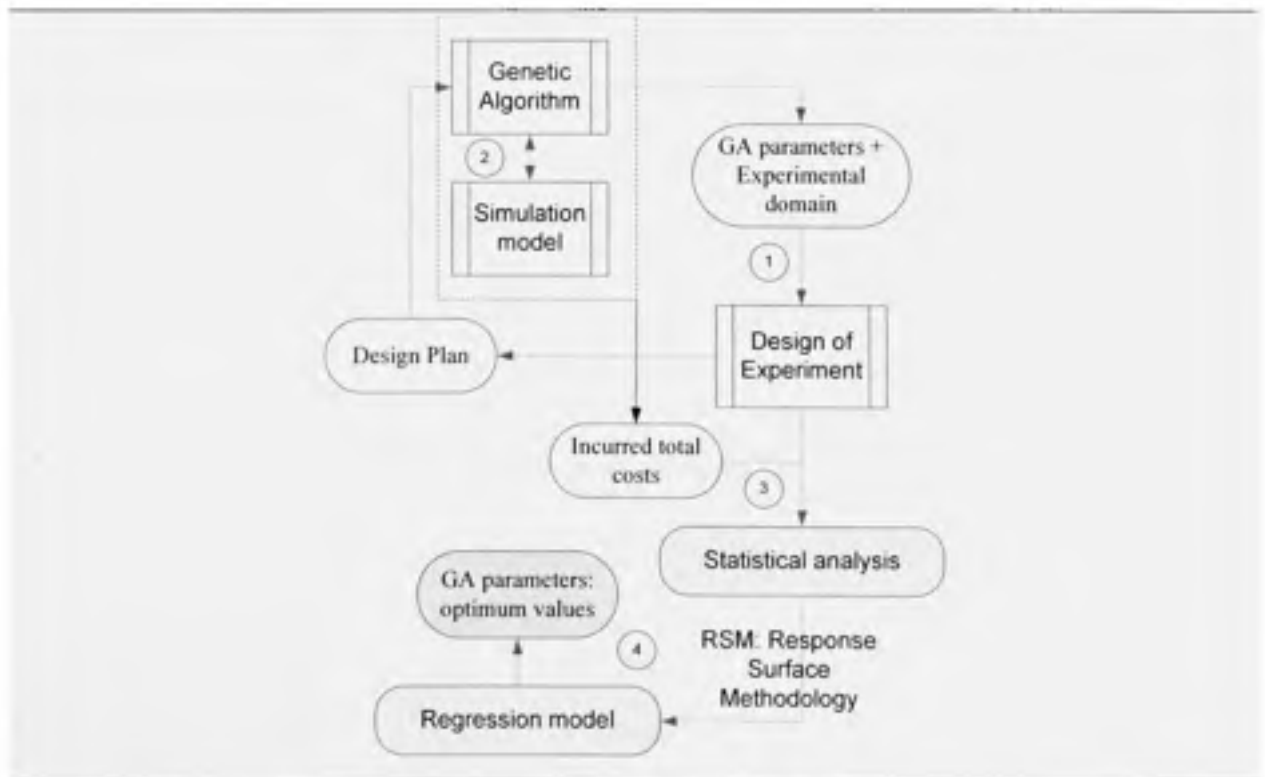 Genetic
Algorithm
2
Simulation
model
GA parameters +
Experimental
domain
1
Design of
Experiment
Design Plan
Incurred total
costs
3
Statistical analysis
GA parameters:
optimum values
4
RSM: Response
Surface
Methodology
Regression model